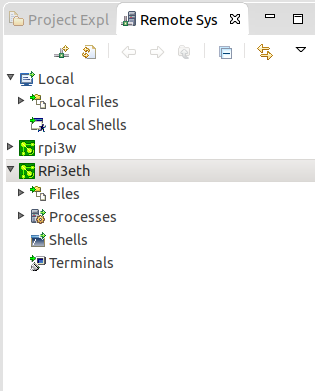 Project Expl Remote Sys
Local
Local Files
Local Shells
rpi3w
RPi3eth
Files
Processes
Shells
Terminals